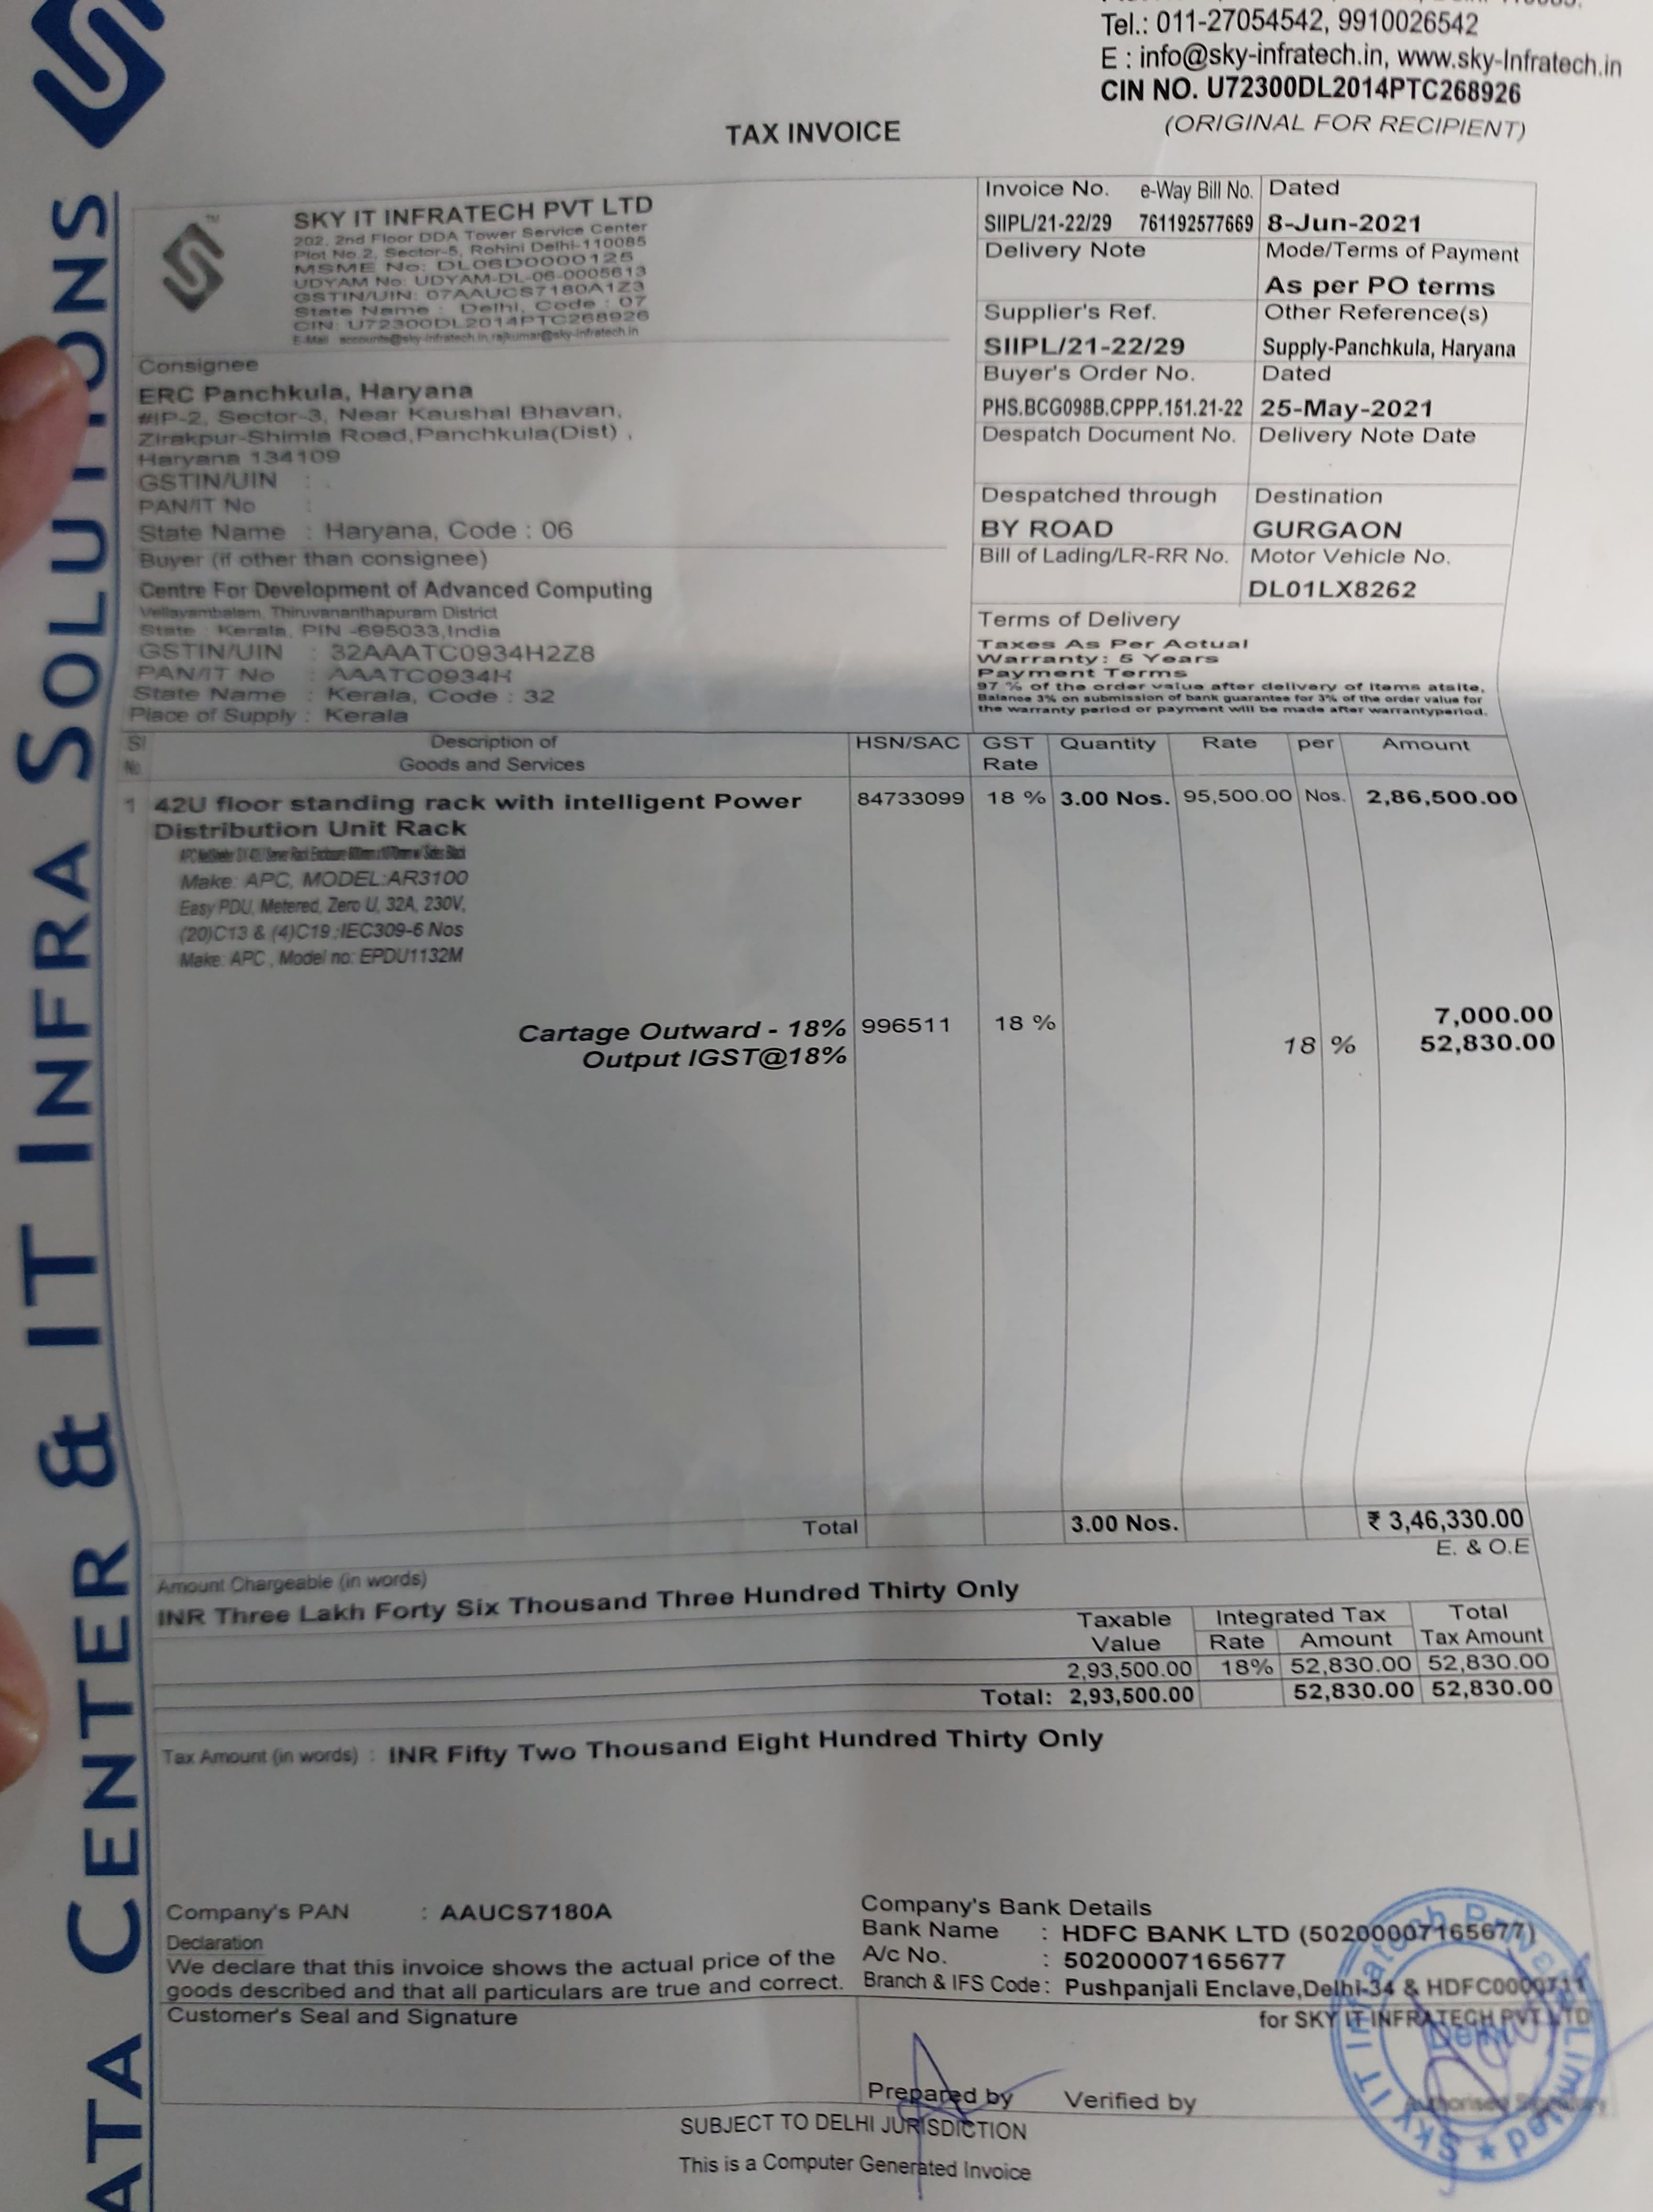 Tel.: 011-27054542, 9910026542
E : info@sky-infratech.in, www.sky-Infratech.in
CIN NO. U72300DL2014PTC268926
(ORIGINAL FOR RECIPIENT)
TAX INVOICE
ATA CENTER & IT INFRA SOLUTIONS
SKY IT INFRATECH PVT LTD
202, 2nd Floor DDA Tower Service Center
Plot No.2, Sector-5, Rohini Delhi-110085
MSME No: DL06D0000125
UDYAM No: UDYAM-DL-06-0005613
GSTIN/UIN: 07AAUCS7180A1Z3
State Name : Delhi, Code : 07
CIN: U72300DL2014PTC268926
E-Mail : accounts@sky-infratech.in,rajkumar@sky-infratech.in
Invoice No. e-Way Bill No. Dated
SIIPL/21-22/29 761192577669 8-Jun-2021
Delivery Note Mode/Terms of Payment
As per PO terms
Supplier's Ref. Other Reference(s)
SIIPL/21-22/29 Supply-Panchkula, Haryana
Buyer's Order No. Dated
PHS.BCG098B.CPPP.151.21-22 25-May-2021
Despatch Document No. Delivery Note Date
Despatched through Destination
BY ROAD GURGAON
Bill of Lading/LR-RR No. Motor Vehicle No.
DL01LX8262
Terms of Delivery
Taxes As Per Actual
Warranty: 5 Years
Payment Terms
97 % of the order value after delivery of items atsite.
Balance 3% on submission of bank guarantee for 3% of the order value for
the warranty period or payment will be made after warrantyperiod.
Consignee
ERC Panchkula, Haryana
#IP-2, Sector-3, Near Kaushal Bhavan,
Zirakpur-Shimla Road,Panchkula(Dist) ,
Haryana 134109
GSTIN/UIN : .
PAN/IT No :
State Name : Haryana, Code : 06
Buyer (if other than consignee)
Centre For Development of Advanced Computing
Vellayambalam, Thiruvananthapuram District
State : Kerala, PIN -695033,India
GSTIN/UIN : 32AAATC0934H2Z8
PAN/IT No : AAATC0934H
State Name : Kerala, Code : 32
Place of Supply : Kerala
Sl No. Description of Goods and Services HSN/SAC GST Rate Quantity Rate per Amount
1 42U floor standing rack with intelligent Power 84733099 18 % 3.00 Nos. 95,500.00 Nos. 2,86,500.00
Distribution Unit Rack
Make: APC, MODEL:AR3100
Easy PDU, Metered, Zero U, 32A, 230V,
(20)C13 & (4)C19;IEC309-6 Nos
Make: APC , Model no: EPDU1132M
Cartage Outward - 18% 996511 18 % 7,000.00
Output IGST@18% 18 % 52,830.00
Total 3.00 Nos. ₹ 3,46,330.00
E. & O.E
Amount Chargeable (in words)
INR Three Lakh Forty Six Thousand Three Hundred Thirty Only
Taxable Value Integrated Tax Total Tax Amount
Rate Amount
2,93,500.00 18% 52,830.00 52,830.00
Total: 2,93,500.00 52,830.00 52,830.00
Tax Amount (in words) : INR Fifty Two Thousand Eight Hundred Thirty Only
Company's PAN : AAUCS7180A
Declaration
We declare that this invoice shows the actual price of the
goods described and that all particulars are true and correct.
Company's Bank Details
Bank Name : HDFC BANK LTD (50200007165677)
A/c No. : 50200007165677
Branch & IFS Code : Pushpanjali Enclave,Delhi-34 & HDFC0000711
Customer's Seal and Signature
for SKY IT INFRATECH PVT LTD
Prepared by Verified by Authorised Signatory
SKY IT Infratech Private Limited ★
Delhi
SUBJECT TO DELHI JURISDICTION
This is a Computer Generated Invoice